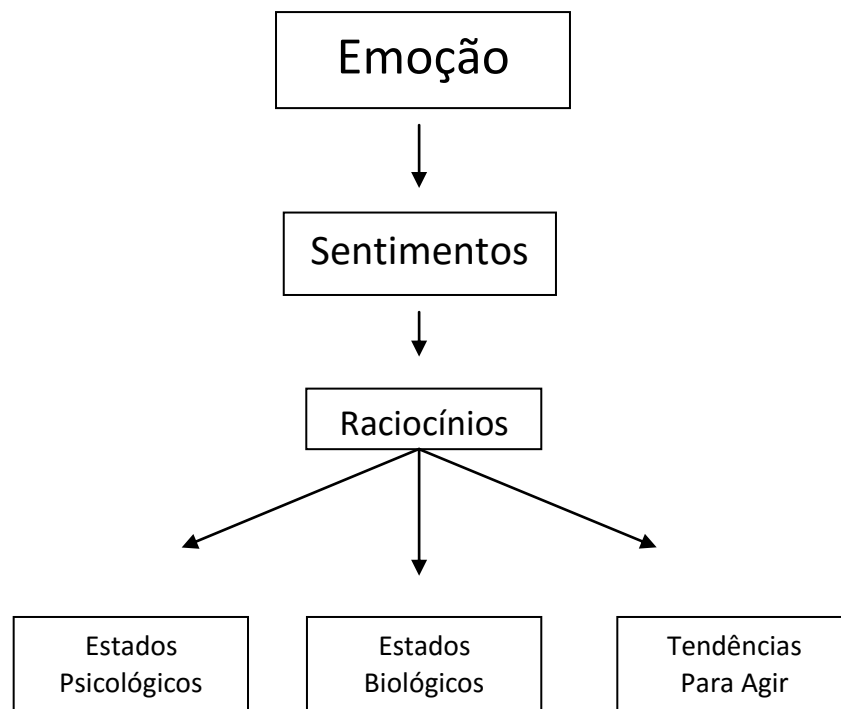 Emoção
Sentimentos
Raciocínios
Estados
Psicológicos
Estados
Biológicos
Tendências
Para Agir